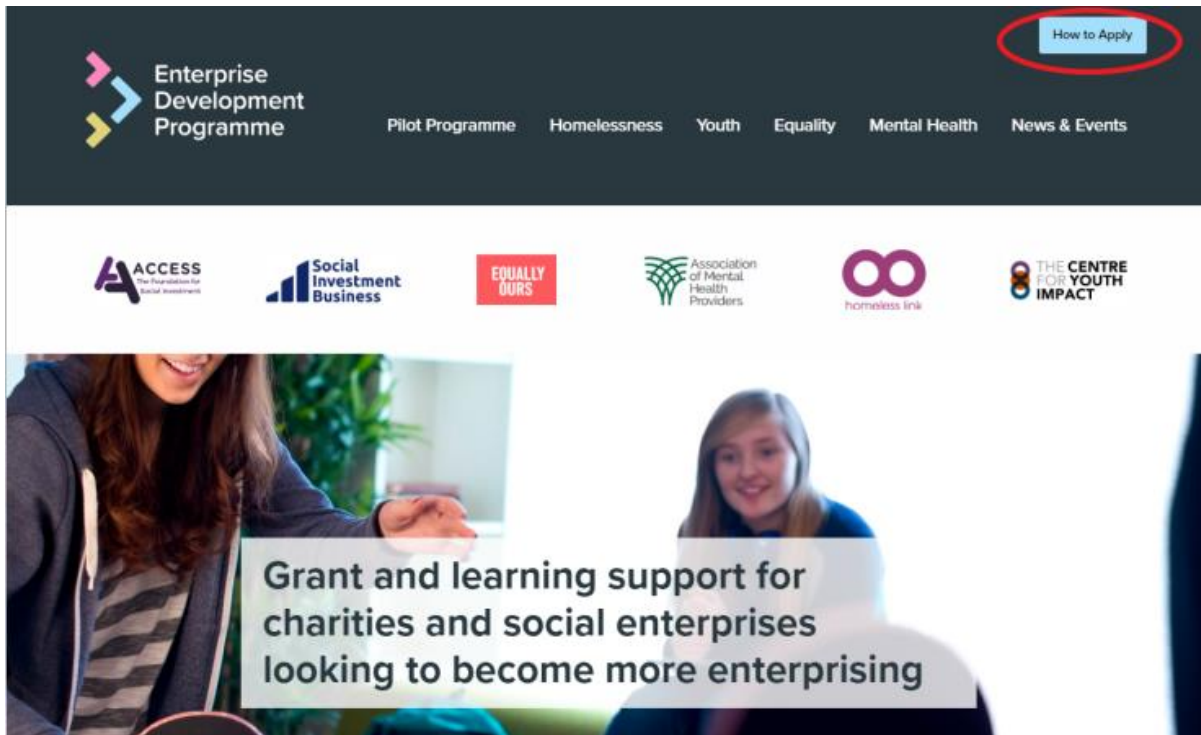 How to Apply
Enterprise
Development
Programme
Pilot Programme Homelessness Youth Equality Mental Health News & Events
ACCESS
The Foundation for
Social Investment
Social
Investment
Business
EQUALLY
OURS
Association
of Mental
Health
Providers
homeless link
THE CENTRE
FOR YOUTH
IMPACT
Grant and learning support for
charities and social enterprises
looking to become more enterprising